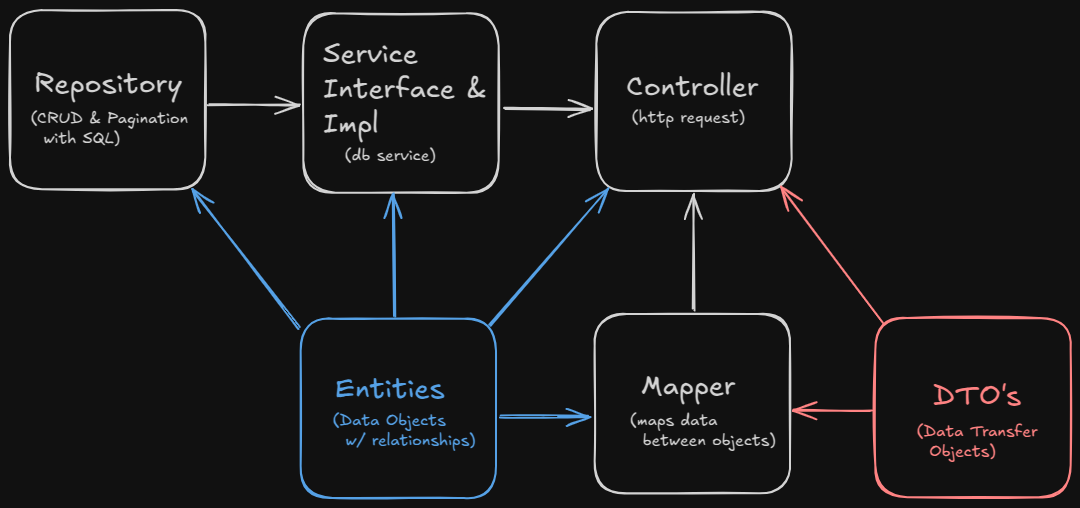 Repository
(CRUD & Pagination
with SQL)
Service
Interface &
Impl
(db service)
Controller
(http request)
Entities
(Data Objects
w/ relationships)
Mapper
(maps data
between objects)
DTO's
(Data Transfer
Objects)